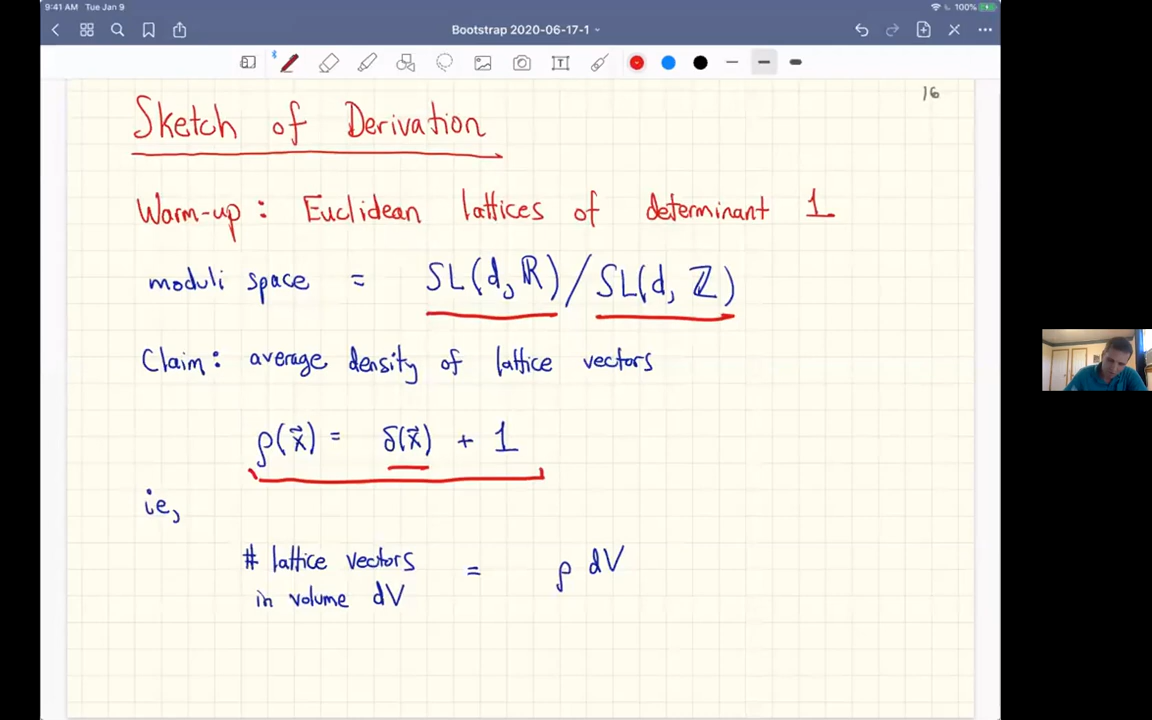 9:41 AM Tue Jan 9
100%
Bootstrap 2020-06-17-1
16
Sketch of Derivation
Warm-up: Euclidean lattices of determinant 1
moduli space = SL(d, ℝ)/SL(d, ℤ)
Claim: average density of lattice vectors
ρ(x⃗) = δ(x⃗) + 1
ie,
# lattice vectors = ρ dV
in volume dV